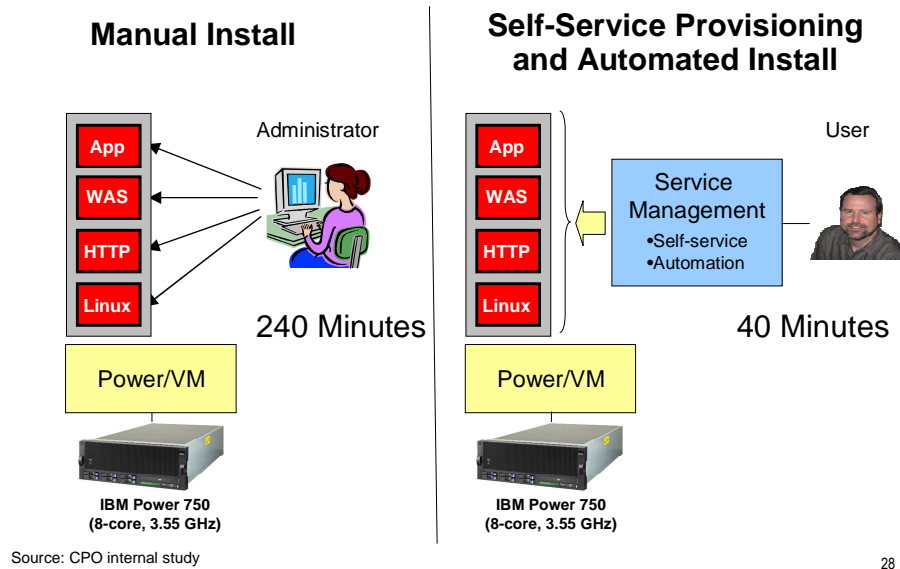 Manual Install
Self-Service Provisioning
and Automated Install
Administrator
App
WAS
HTTP
Linux
240 Minutes
Power/VM
IBM Power 750
(8-core, 3.55 GHz)
User
App
WAS
HTTP
Linux
Service
Management
•Self-service
•Automation
40 Minutes
Power/VM
IBM Power 750
(8-core, 3.55 GHz)
Source: CPO internal study
28